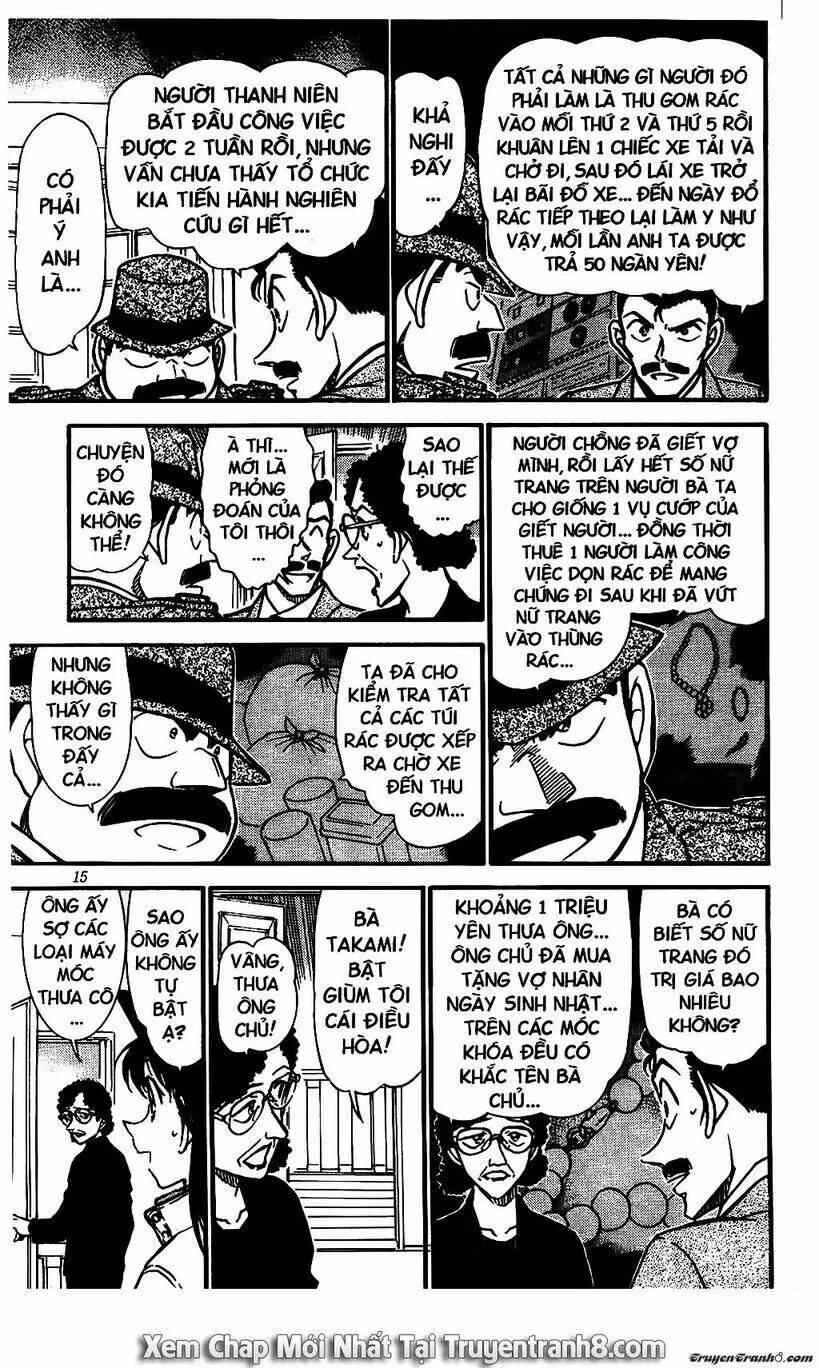 TẤT CẢ NHỮNG GÌ NGƯỜI ĐÓ
PHẢI LÀM LÀ THU GOM RÁC
VÀO MỖI THỨ 2 VÀ THỨ 5 RỒI
KHUÂN LÊN 1 CHIẾC XE TẢI VÀ
CHỞ ĐI, SAU ĐÓ LÁI XE TRỞ
LẠI BÃI ĐỖ XE... ĐẾN NGÀY ĐỔ
RÁC TIẾP THEO LẠI LÀM Y NHƯ
VẬY, MỖI LẦN ANH TA ĐƯỢC
TRẢ 50 NGÀN YÊN!
KHẢ
NGHI
ĐẤY
...
NGƯỜI THANH NIÊN
BẮT ĐẦU CÔNG VIỆC
ĐƯỢC 2 TUẦN RỒI, NHƯNG
VẪN CHƯA THẤY TỔ CHỨC
KIA TIẾN HÀNH NGHIÊN
CỨU GÌ HẾT...
CÓ
PHẢI
Ý
ANH
LÀ...
NGƯỜI CHỒNG ĐÃ GIẾT VỢ
MÌNH, RỒI LẤY HẾT SỐ NỮ
TRANG TRÊN NGƯỜI BÀ TA
CHO GIỐNG 1 VỤ CƯỚP CỦA
GIẾT NGƯỜI... ĐỒNG THỜI
THUÊ 1 NGƯỜI LÀM CÔNG
VIỆC DỌN RÁC ĐỂ MANG
CHÚNG ĐI SAU KHI ĐÃ VỨT
NỮ TRANG
VÀO THÙNG
RÁC...
SAO
LẠI THẾ
ĐƯỢC
...
À THÌ...
MỚI LÀ
PHỎNG
ĐOÁN CỦA
TÔI THÔI
...
CHUYỆN
ĐÓ
CÀNG
KHÔNG
THỂ!
TA ĐÃ CHO
KIỂM TRA TẤT
CẢ CÁC TÚI
RÁC ĐƯỢC XẾP
RA CHỜ XE
ĐẾN THU
GOM...
NHƯNG
KHÔNG
THẤY GÌ
TRONG
ĐẤY
CẢ...
15
BÀ CÓ
BIẾT SỐ NỮ
TRANG ĐÓ
TRỊ GIÁ BAO
NHIÊU
KHÔNG?
KHOẢNG 1 TRIỆU
YÊN THƯA ÔNG...
ÔNG CHỦ ĐÃ MUA
TẶNG VỢ NHÂN
NGÀY SINH NHẬT...
TRÊN CÁC MÓC
KHÓA ĐỀU CÓ
KHẮC TÊN BÀ
CHỦ...
BÀ
TAKAMI!
BẬT
GIÙM TÔI
CÁI ĐIỀU
HÒA!
VÂNG,
THƯA
ÔNG
CHỦ!
SAO
ÔNG ẤY
KHÔNG
TỰ
BẬT
Ạ?
ÔNG ẤY
SỢ CÁC
LOẠI MÁY
MÓC
THƯA CÔ
...
Xem Chap Mới Nhất Tại Truyentranh8.com
TruyenTranh8.com